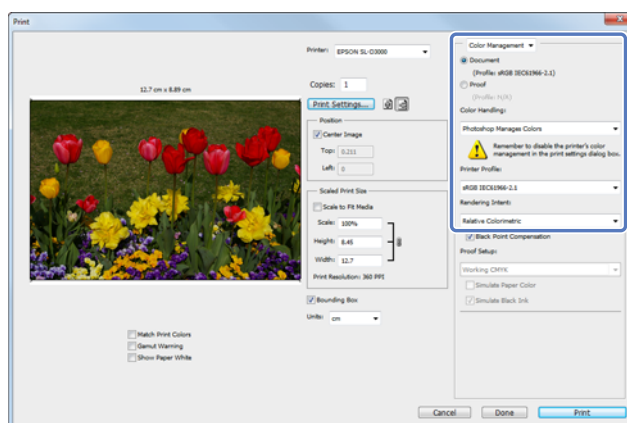 Print
12.7 cm x 8.89 cm
Match Print Colors
Gamut Warning
Show Paper White
Printer: EPSON SL-D3000
Copies: 1
Print Settings...
Position
Center Image
Top: 0.211
Left: 0
Scaled Print Size
Scale to Fit Media
Scale: 100%
Height: 8.45
Width: 12.7
Print Resolution: 360 PPI
Bounding Box
Units: cm
Color Management
Document
(Profile: sRGB IEC61966-2.1)
Proof
(Profile: N/A)
Color Handling:
Photoshop Manages Colors
Remember to disable the printer's color
management in the print settings dialog box.
Printer Profile:
sRGB IEC61966-2.1
Rendering Intent:
Relative Colorimetric
Black Point Compensation
Proof Setup:
Working CMYK
Simulate Paper Color
Simulate Black Ink
Cancel
Done
Print